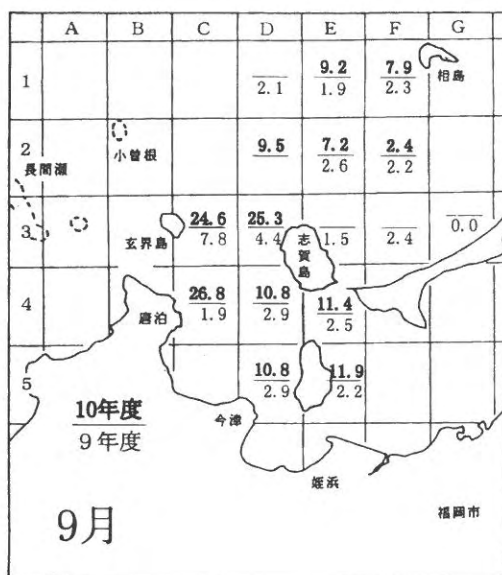 A B C D E F G
1 9.2 7.9
2.1 1.9 2.3 相島
2 9.5 7.2 2.4
小曽根 2.6 2.2
長間瀬
3 24.6 25.3 0.0
玄界島 7.8 4.4 志賀島 1.5 2.4
4 26.8 10.8 11.4
唐泊 1.9 2.9 2.5
5 10.8 11.9
2.9 2.2
10年度
9年度
今津
姪浜
9月
福岡市